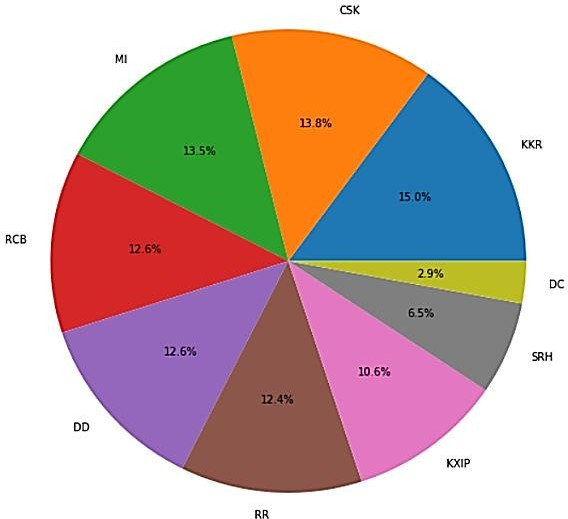 CSK
MI
KKR
13.8%
13.5%
15.0%
RCB
12.6%
2.9%
DC
6.5%
SRH
12.6%
10.6%
12.4%
DD
KXIP
RR